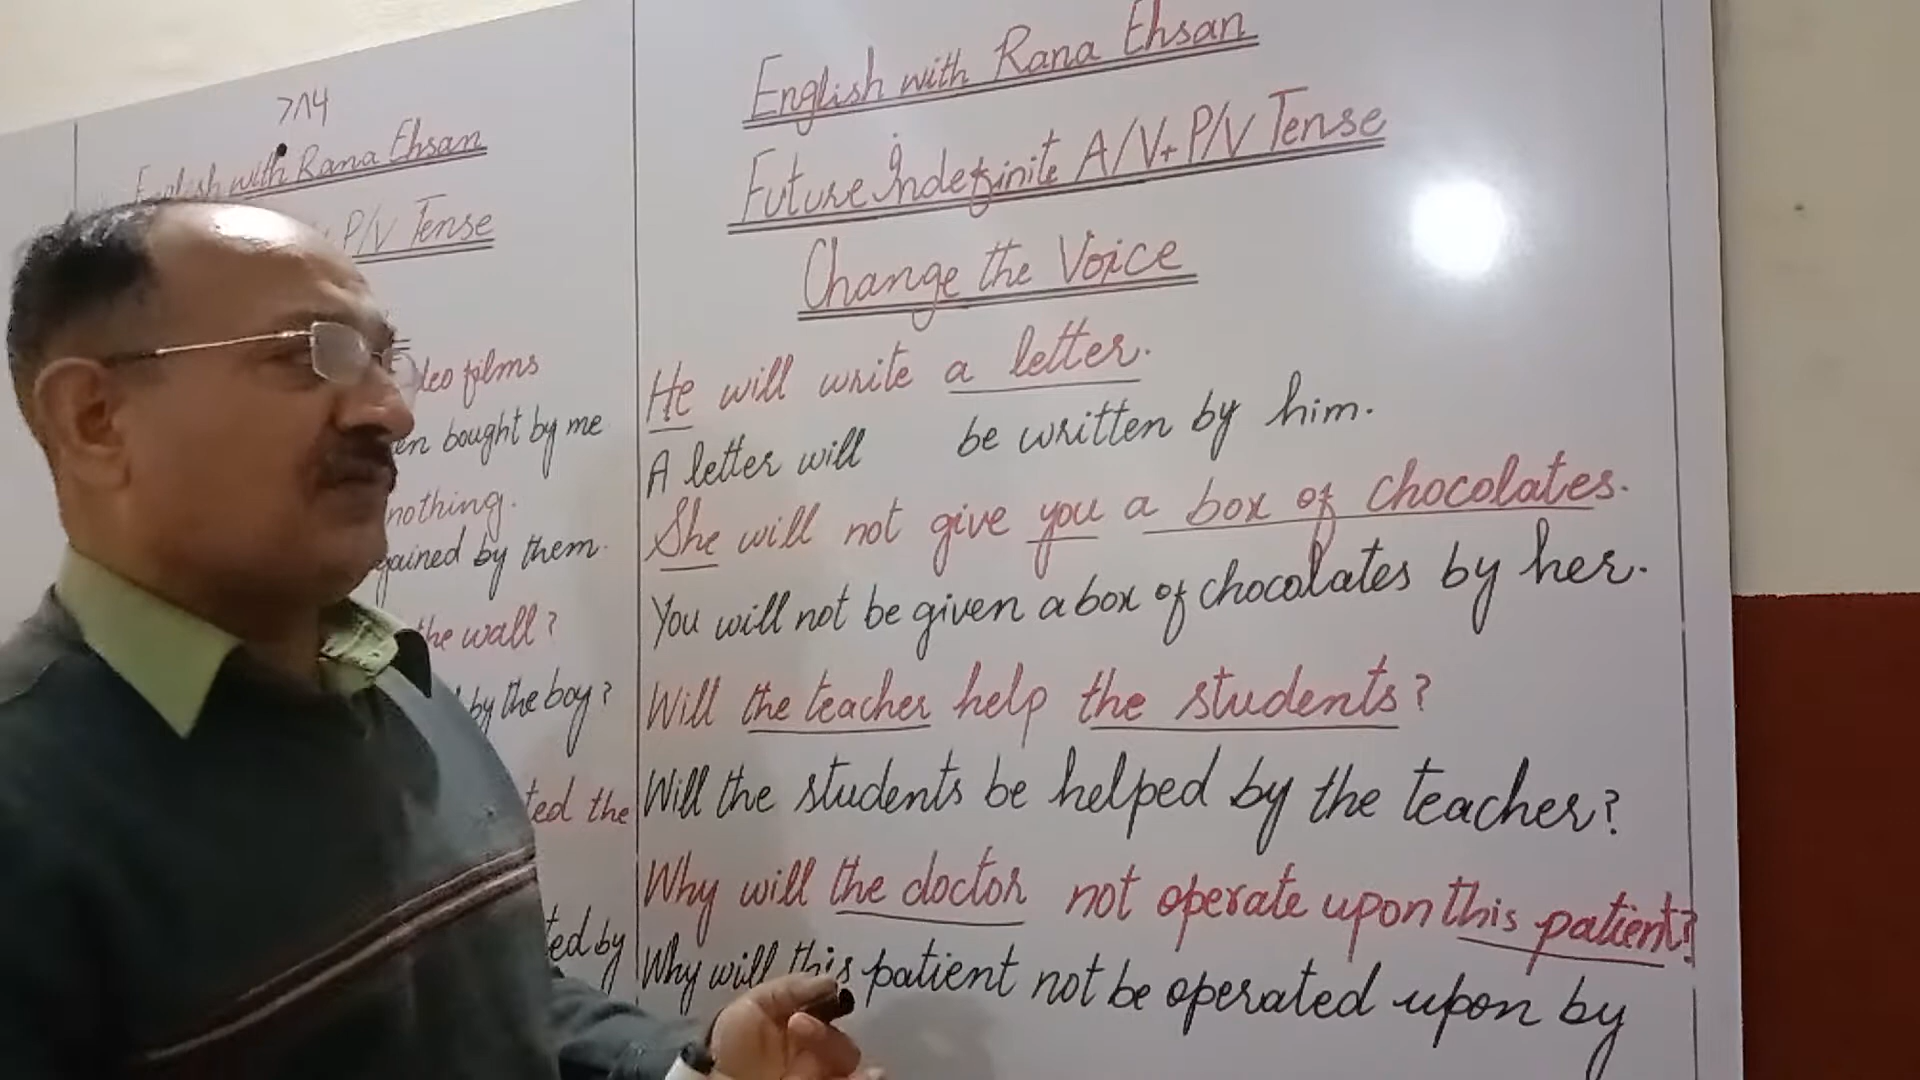 English with Rana Ehsan
P/V Tense
films
bought by me
nothing.
gained by them.
the wall?
by the boy?
ted the
ted by
English with Rana Ehsan
Future Indefinite A/V+P/V Tense
Change the Voice
He will write a letter.
A letter will be written by him.
She will not give you a box of chocolates.
You will not be given a box of chocolates by her.
Will the teacher help the students?
Will the students be helped by the teacher?
Why will the doctor not operate upon this patient?
Why will this patient not be operated upon by